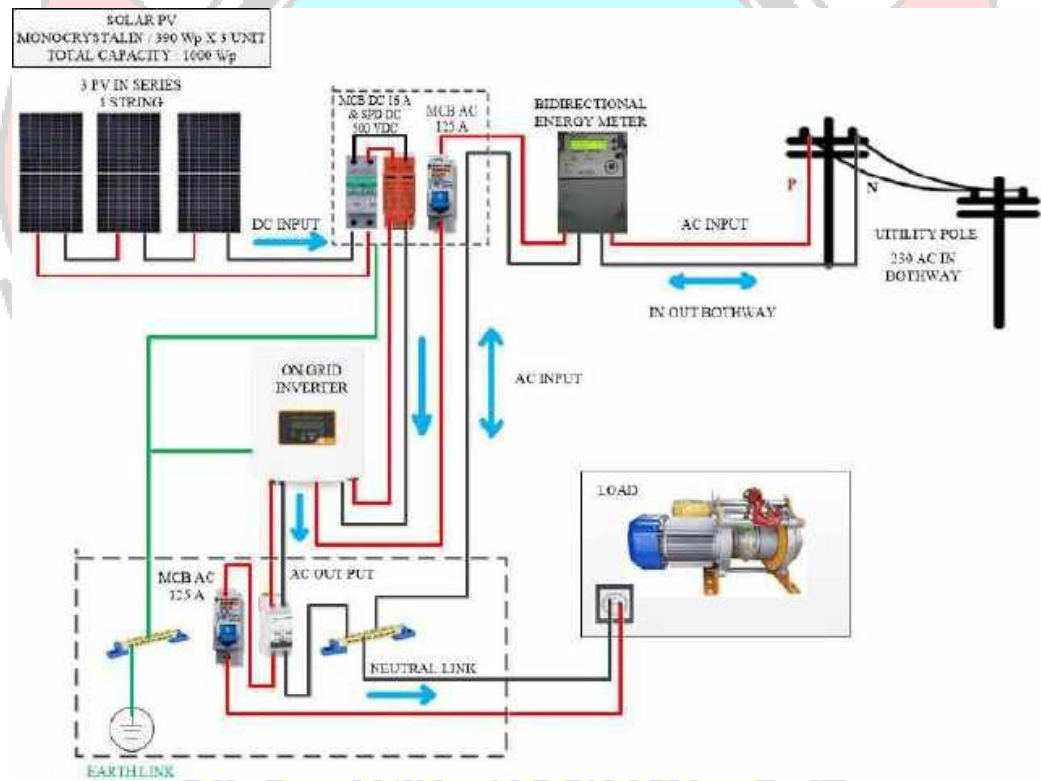 SOLAR PV
MONOCRYSTALIN / 390 Wp X 3 UNIT
TOTAL CAPACITY : 1000 Wp
3 PV IN SERIES
1 STRING
MCB DC 16 A
& SPD DC
500 VDC
MCB AC
125 A
BIDIRECTIONAL
ENERGY METER
P
N
DC INPUT
AC INPUT
UITILITY POLE
230 AC IN
BOTHWAY
IN OUT BOTHWAY
ON GRID
INVERTER
AC INPUT
LOAD
MCB AC
125 A
AC OUT PUT
NEUTRAL LINK
EARTH LINK